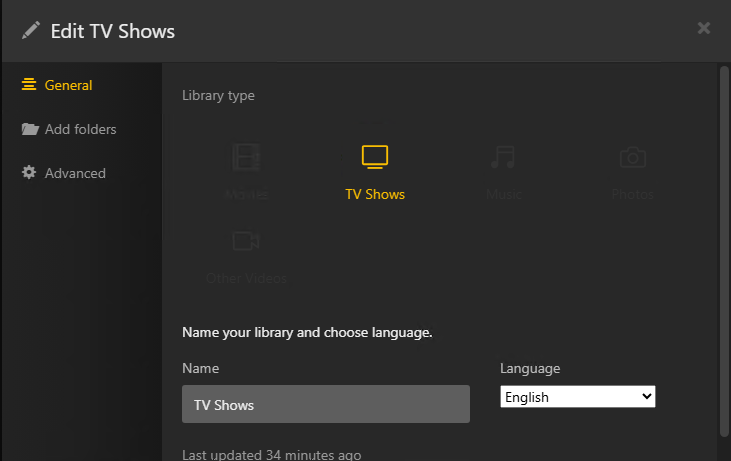 Edit TV Shows
General
Add folders
Advanced
Library type
Movies
TV Shows
Music
Photos
Other Videos
Name your library and choose language.
Name
Language
TV Shows
English
Last updated 34 minutes ago